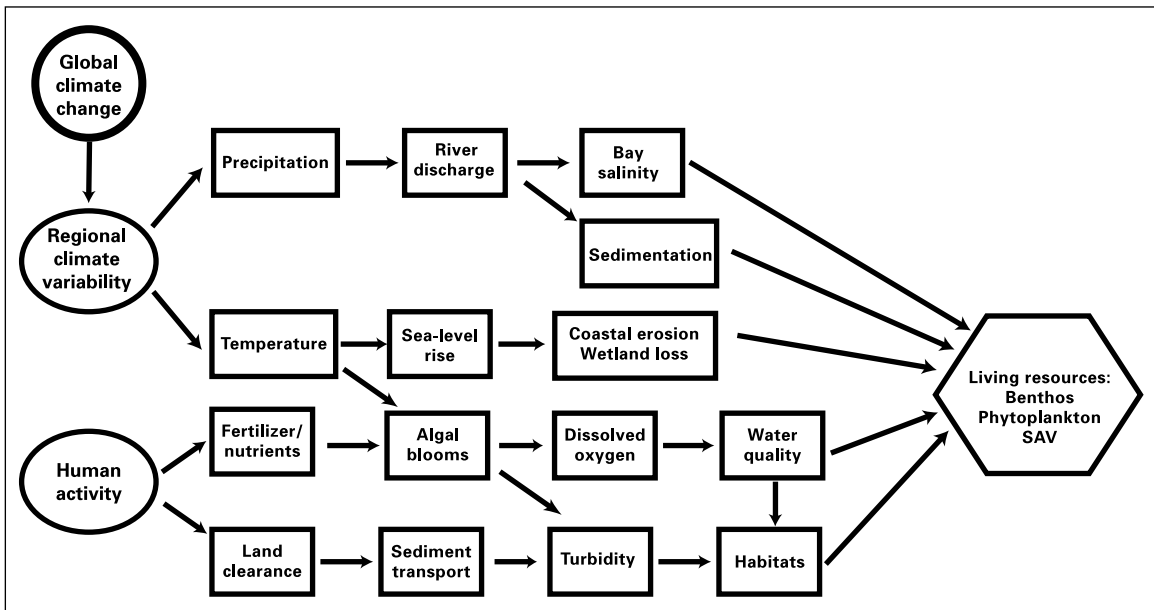 Global
climate
change
Precipitation
River
discharge
Bay
salinity
Regional
climate
variability
Sedimentation
Temperature
Sea-level
rise
Coastal erosion
Wetland loss
Living resources:
Benthos
Phytoplankton
SAV
Fertilizer/
nutrients
Algal
blooms
Dissolved
oxygen
Water
quality
Human
activity
Land
clearance
Sediment
transport
Turbidity
Habitats